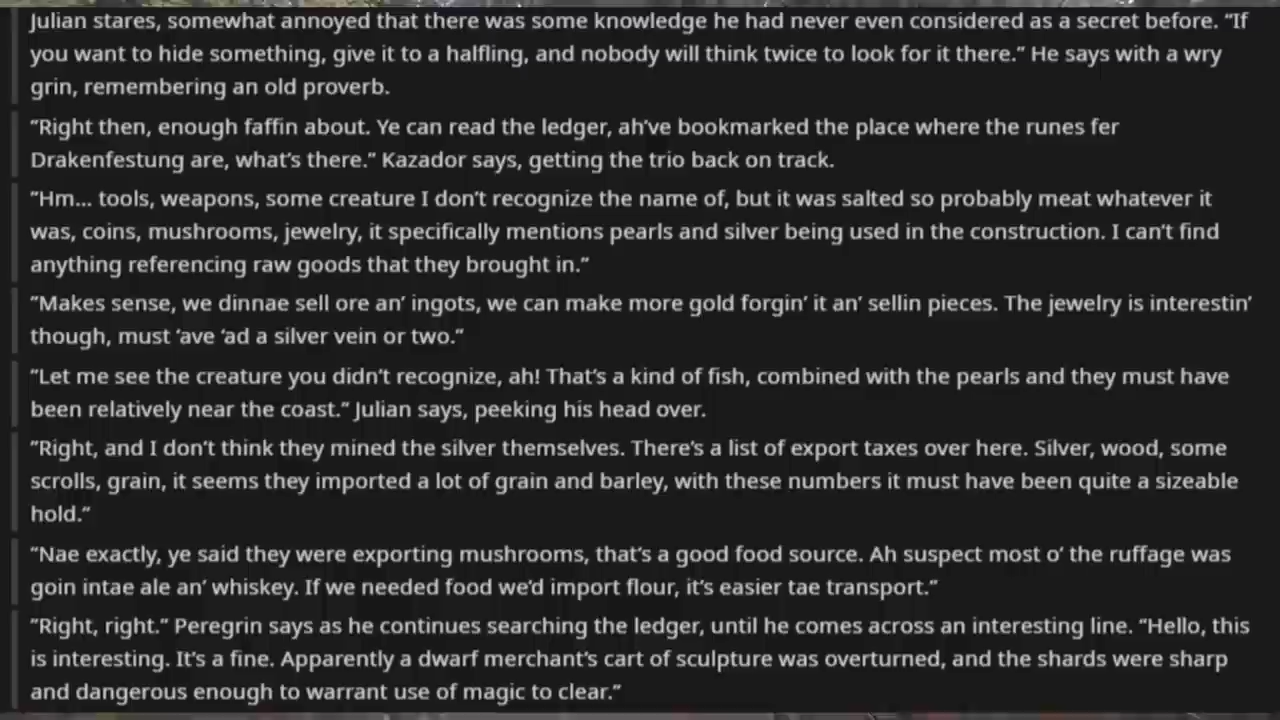 Julian stares, somewhat annoyed that there was some knowledge he had never even considered as a secret before. “If
you want to hide something, give it to a halfling, and nobody will think twice to look for it there.” He says with a wry
grin, remembering an old proverb.
“Right then, enough faffin about. Ye can read the ledger, ah’ve bookmarked the place where the runes fer
Drakenfestung are, what’s there.” Kazador says, getting the trio back on track.
“Hm... tools, weapons, some creature I don’t recognize the name of, but it was salted so probably meat whatever it
was, coins, mushrooms, jewelry, it specifically mentions pearls and silver being used in the construction. I can’t find
anything referencing raw goods that they brought in.”
“Makes sense, we dinnae sell ore an’ ingots, we can make more gold forgin’ it an’ sellin pieces. The jewelry is interestin’
though, must ‘ave ‘ad a silver vein or two.”
“Let me see the creature you didn’t recognize, ah! That’s a kind of fish, combined with the pearls and they must have
been relatively near the coast.” Julian says, peeking his head over.
“Right, and I don’t think they mined the silver themselves. There’s a list of export taxes over here. Silver, wood, some
scrolls, grain, it seems they imported a lot of grain and barley, with these numbers it must have been quite a sizeable
hold.”
“Nae exactly, ye said they were exporting mushrooms, that’s a good food source. Ah suspect most o’ the ruffage was
goin intae ale an’ whiskey. If we needed food we’d import flour, it’s easier tae transport.”
“Right, right.” Peregrin says as he continues searching the ledger, until he comes across an interesting line. “Hello, this
is interesting. It’s a fine. Apparently a dwarf merchant’s cart of sculpture was overturned, and the shards were sharp
and dangerous enough to warrant use of magic to clear.”